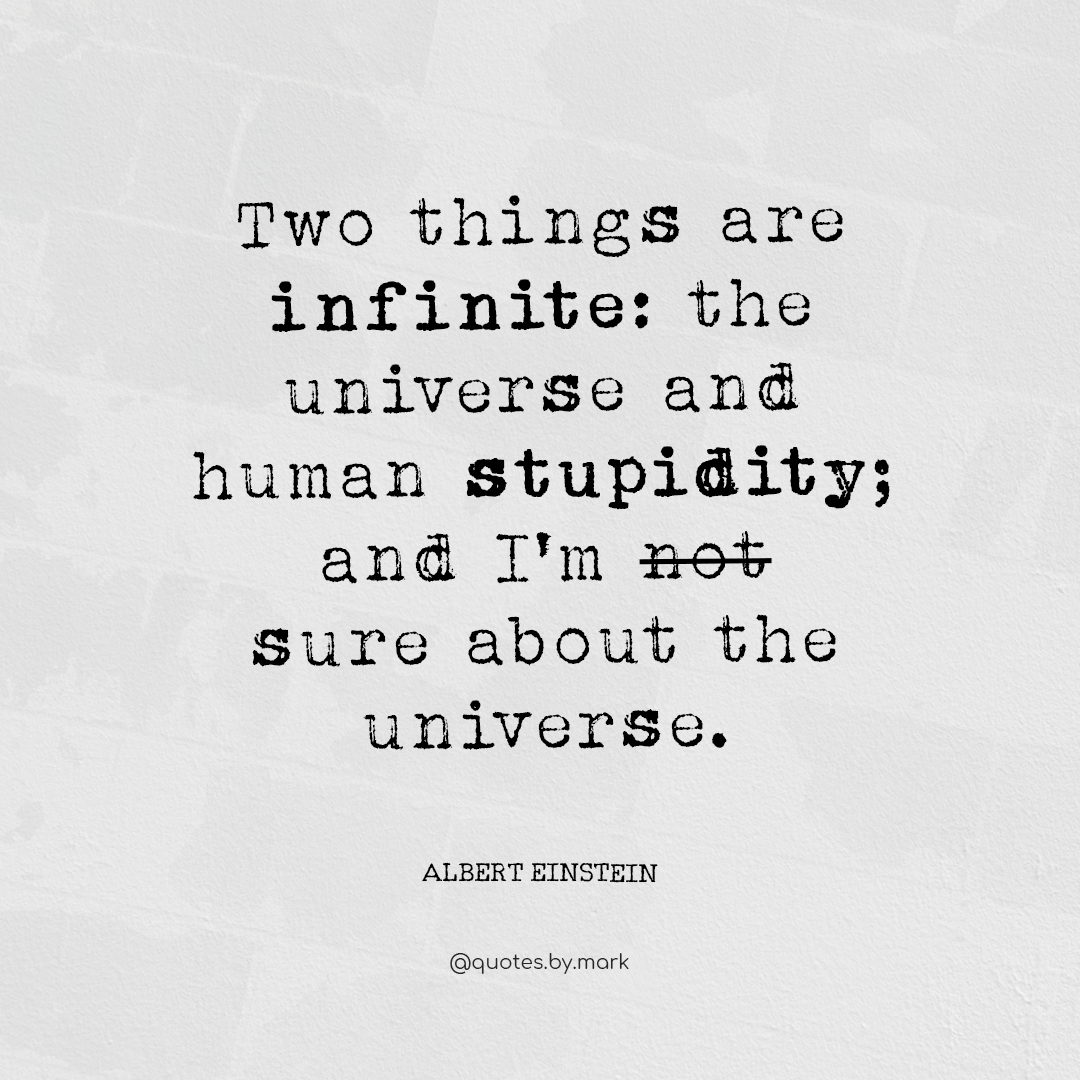 Two things are
infinite: the
universe and
human stupidity;
and I'm not
sure about the
universe.
ALBERT EINSTEIN
@quotes.by.mark